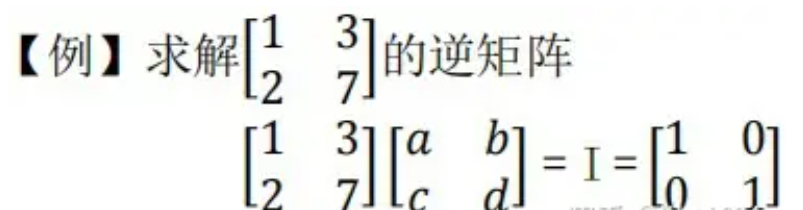 【例】求解[1 3
2 7]的逆矩阵
[1 3
2 7][a b
c d] = I = [1 0
0 1]